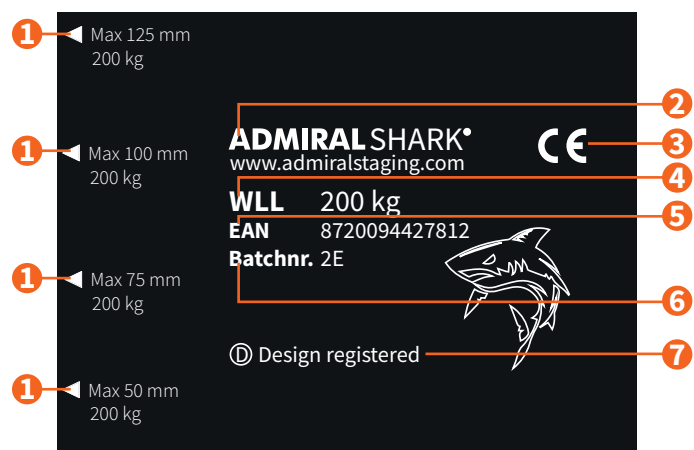 1 Max 125 mm
200 kg
2
ADMIRAL SHARK
3
CE
1 Max 100 mm
200 kg
www.admiralstaging.com
4
WLL 200 kg
5
EAN 8720094427812
Batchnr. 2E
1 Max 75 mm
200 kg
6
D Design registered
7
1 Max 50 mm
200 kg